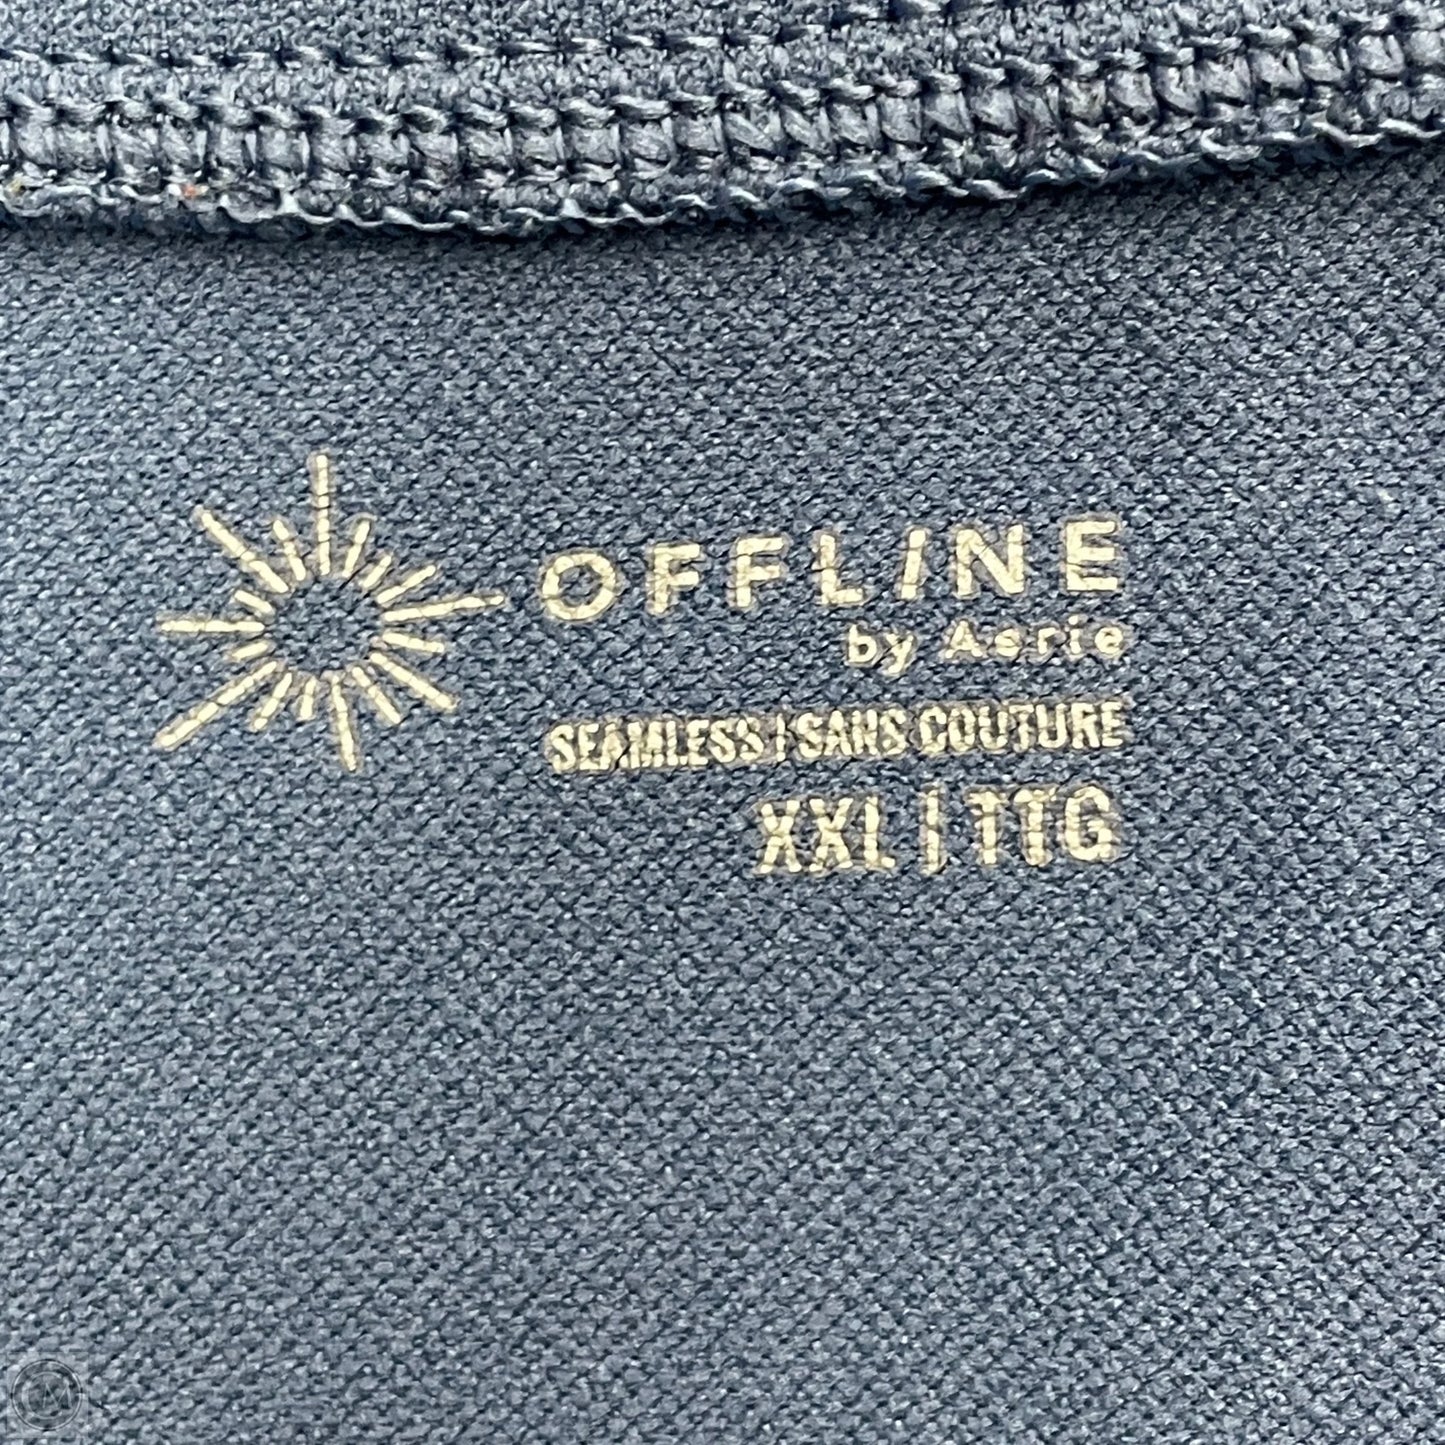 OFFLINE
by Aerie
SEAMLESS | SANS COUTURE
XXL | TTG